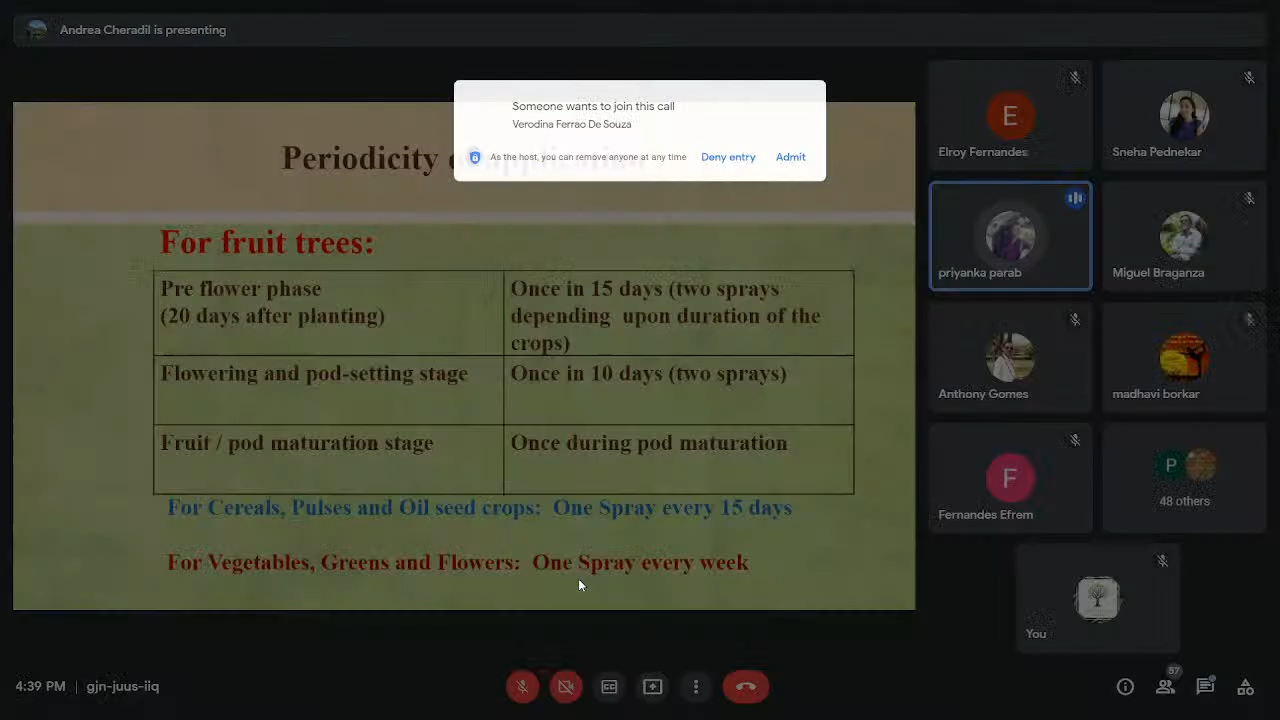 Andrea Cheradil is presenting
Someone wants to join this call
Verodina Ferrao De Souza
As the host, you can remove anyone at any time
Deny entry
Admit
Periodicity of application
For fruit trees:
Pre flower phase
(20 days after planting)
Once in 15 days (two sprays
depending upon duration of the
crops)
Flowering and pod-setting stage
Once in 10 days (two sprays)
Fruit / pod maturation stage
Once during pod maturation
For Cereals, Pulses and Oil seed crops: One Spray every 15 days
For Vegetables, Greens and Flowers: One Spray every week
E
Elroy Fernandes
Sneha Pednekar
priyanka parab
Miguel Braganza
Anthony Gomes
madhavi borkar
F
Fernandes Efrem
P
48 others
You
4:39 PM | gjn-juus-iiq
CC
57